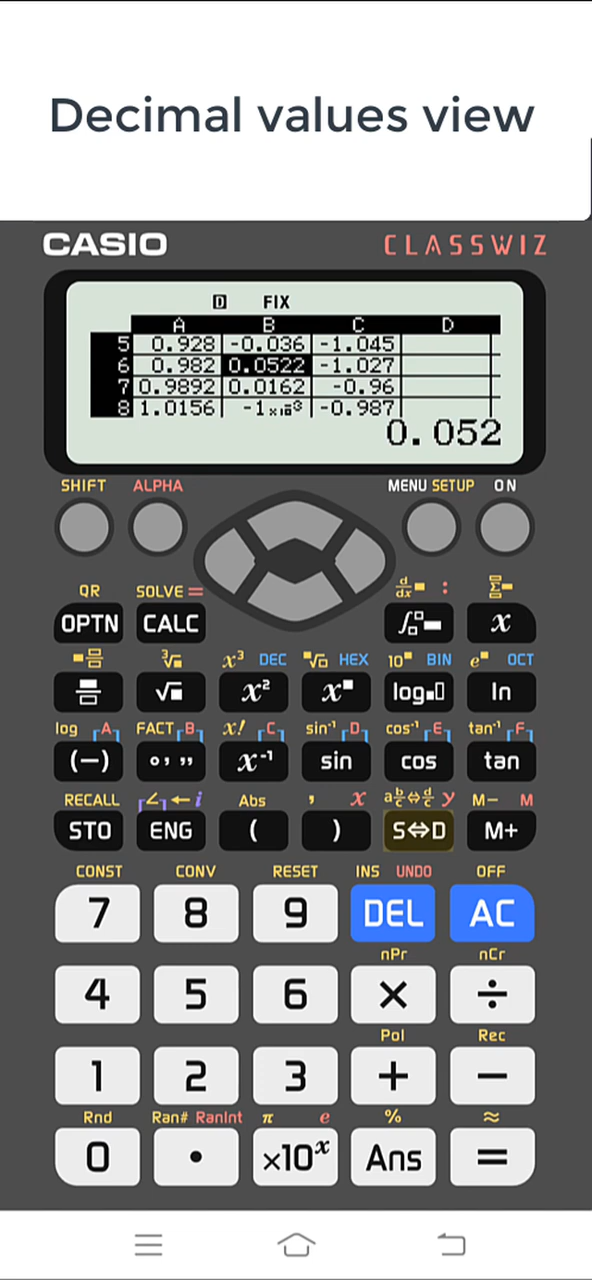 Decimal values view
CASIO CLASSWIZ
D FIX
A B C D
5 0.928 -0.036 -1.045
6 0.982 0.0522 -1.027
7 0.9892 0.0162 -0.96
8 1.0156 -1×10⁻³ -0.987
0.052
SHIFT ALPHA MENU SETUP ON
QR SOLVE = d/dx :  Σ
OPTN CALC ∫ x
³√ x³ DEC √ HEX 10 BIN e OCT
√ x² x log ln
log A FACT B x! C sin⁻¹ D cos⁻¹ E tan⁻¹ F
(−) ° ’ ” x⁻¹ sin cos tan
RECALL ∠ ← i Abs , x a b/c ⇔ d/c y M− M
STO ENG ( ) S⇔D M+
CONST CONV RESET INS UNDO OFF
7 8 9 DEL AC
nPr nCr
4 5 6 × ÷
Pol Rec
1 2 3 + −
Rnd Ran# RanInt π e % ≈
0 • ×10ˣ Ans =